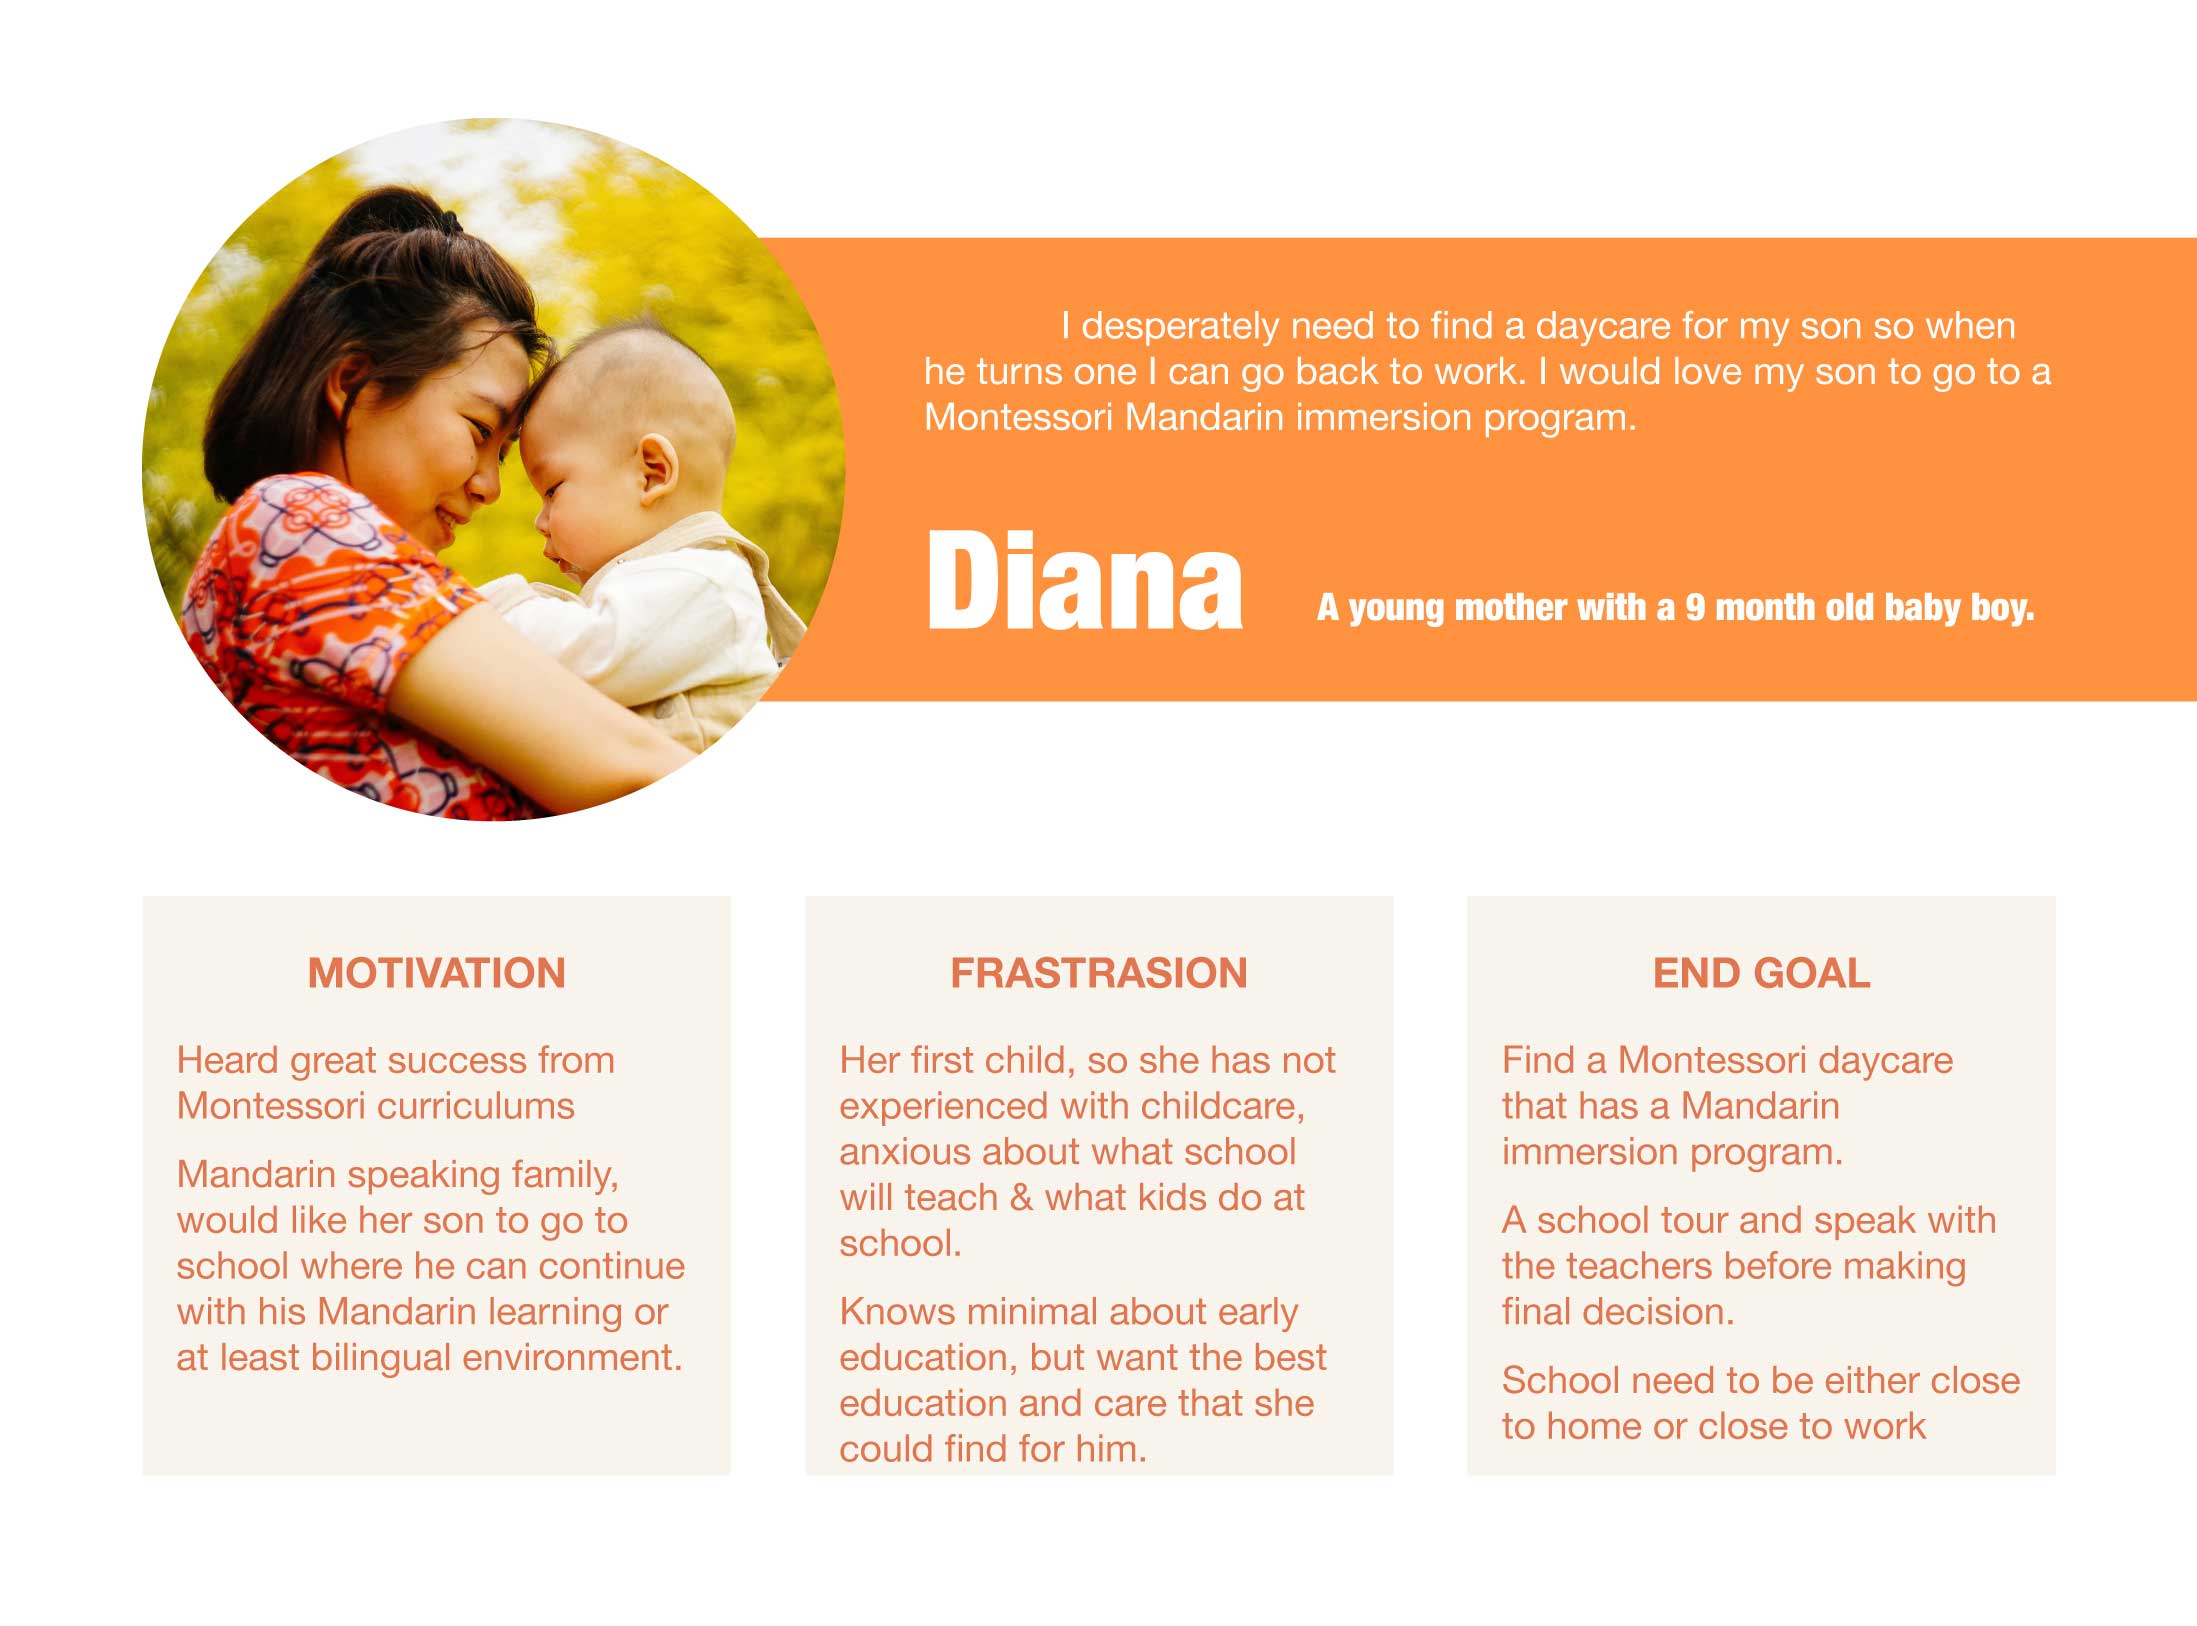 I desperately need to find a daycare for my son so when
he turns one I can go back to work. I would love my son to go to a
Montessori Mandarin immersion program.
Diana
A young mother with a 9 month old baby boy.
MOTIVATION
Heard great success from
Montessori curriculums
Mandarin speaking family,
would like her son to go to
school where he can continue
with his Mandarin learning or
at least bilingual environment.
FRASTRASION
Her first child, so she has not
experienced with childcare,
anxious about what school
will teach & what kids do at
school.
Knows minimal about early
education, but want the best
education and care that she
could find for him.
END GOAL
Find a Montessori daycare
that has a Mandarin
immersion program.
A school tour and speak with
the teachers before making
final decision.
School need to be either close
to home or close to work